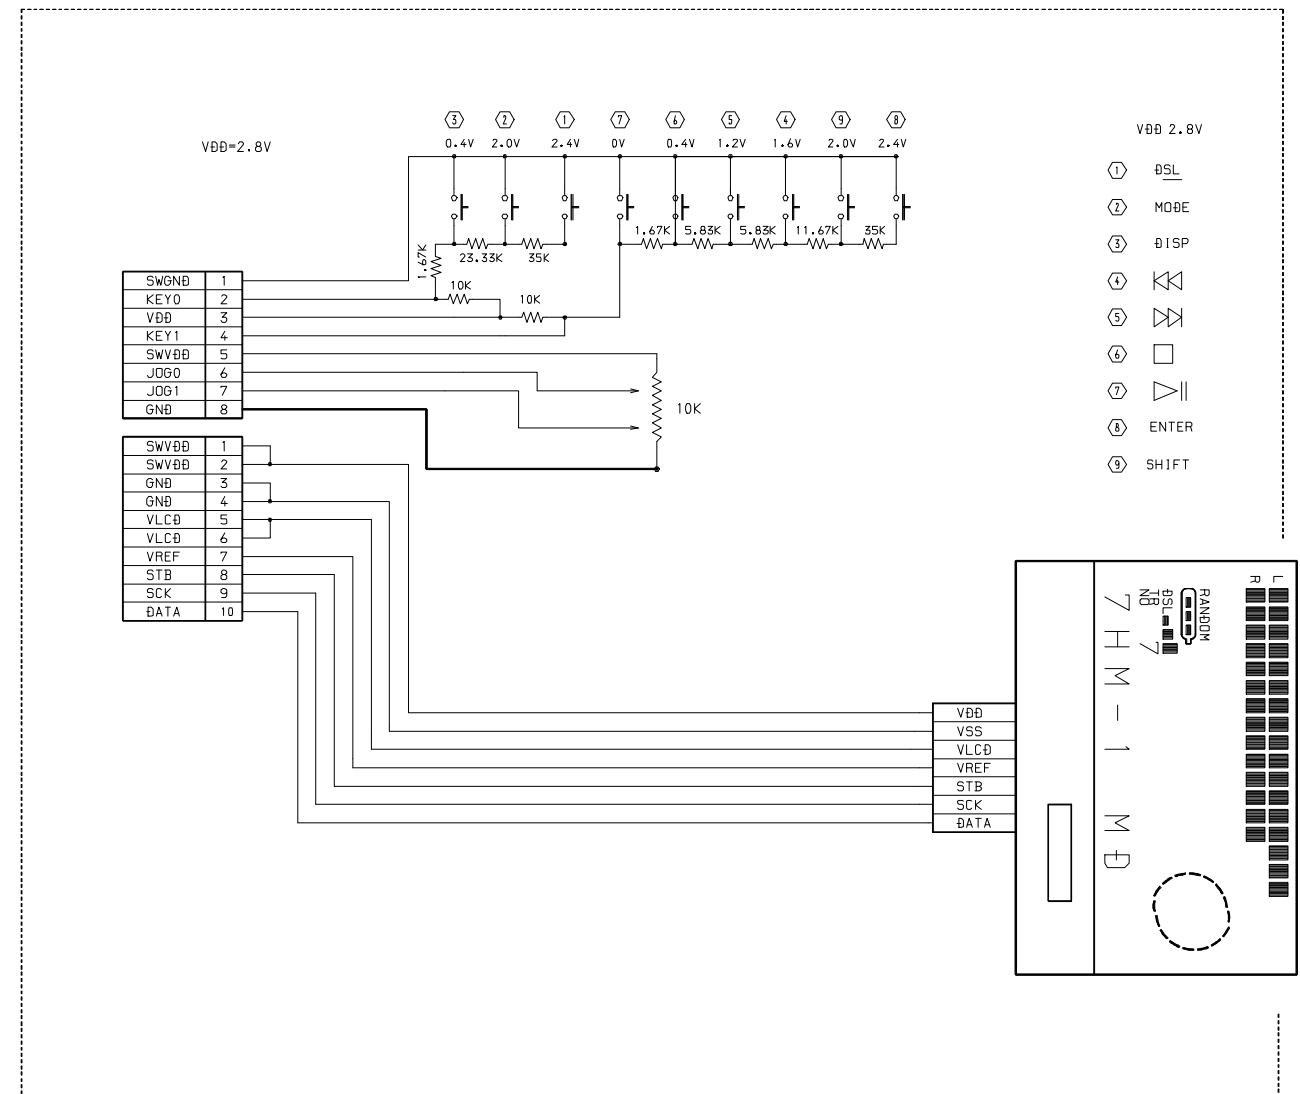 3 2 1 7 6 5 4 9 8
0.4V 2.0V 2.4V 0V 0.4V 1.2V 1.6V 2.0V 2.4V
VDD=2.8V
1.67K 5.83K 5.83K 11.67K 35K
23.33K 35K
1.67K
10K
10K
SWGND 1
KEY0 2
VDD 3
KEY1 4
SWVDD 5
JOG0 6
JOG1 7
GND 8
10K
SWVDD 1
SWVDD 2
GND 3
GND 4
VLCD 5
VLCD 6
VREF 7
STB 8
SCK 9
DATA 10
VDD 2.8V
1 DSL
2 MODE
3 DISP
4
5
6
7
8 ENTER
9 SHIFT
VDD
VSS
VLCD
VREF
STB
SCK
DATA
L
R
RANDOM
DSL
TR
NO
7
7HM-1 MD